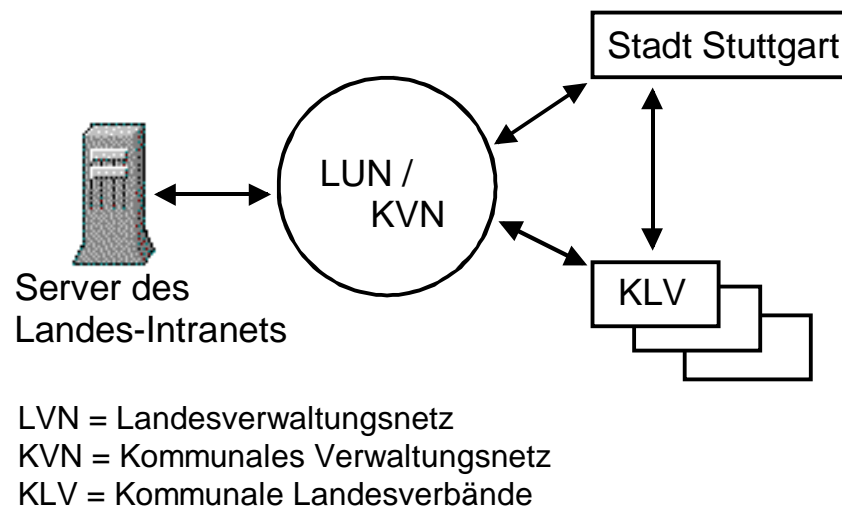 Stadt Stuttgart
LUN /
KVN
KLV
Server des
Landes-Intranets
LVN = Landesverwaltungsnetz
KVN = Kommunales Verwaltungsnetz
KLV = Kommunale Landesverbände